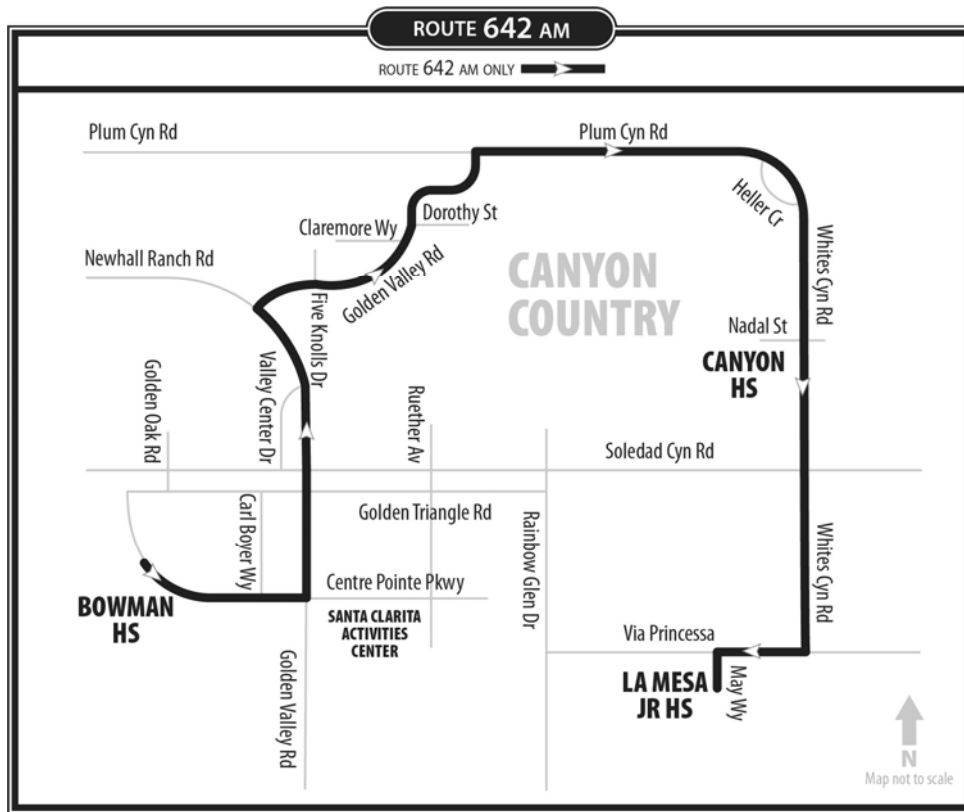 ROUTE 642 AM
ROUTE 642 AM ONLY
Plum Cyn Rd
Plum Cyn Rd
Heller Cr
Dorothy St
Claremore Wy
Newhall Ranch Rd
Golden Valley Rd
CANYON
COUNTRY
Whites Cyn Rd
Five Knolls Dr
Nadal St
CANYON
HS
Golden Oak Rd
Valley Center Dr
Ruether Av
Soledad Cyn Rd
Carl Boyer Wy
Golden Triangle Rd
Rainbow Glen Dr
Whites Cyn Rd
Centre Pointe Pkwy
BOWMAN
HS
SANTA CLARITA
ACTIVITIES
CENTER
Via Princessa
Golden Valley Rd
LA MESA
JR HS
May Wy
N
Map not to scale